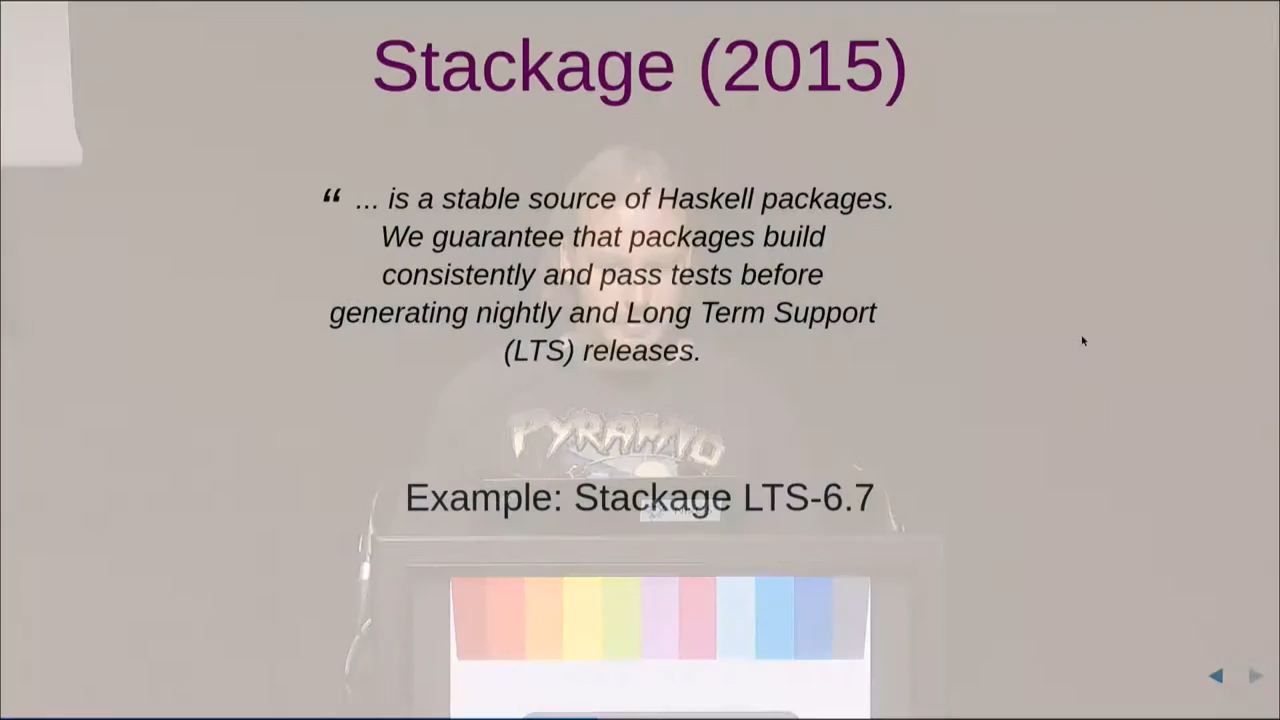 Stackage (2015)
“ ... is a stable source of Haskell packages.
We guarantee that packages build
consistently and pass tests before
generating nightly and Long Term Support
(LTS) releases.
PYRAMID
Example: Stackage LTS-6.7